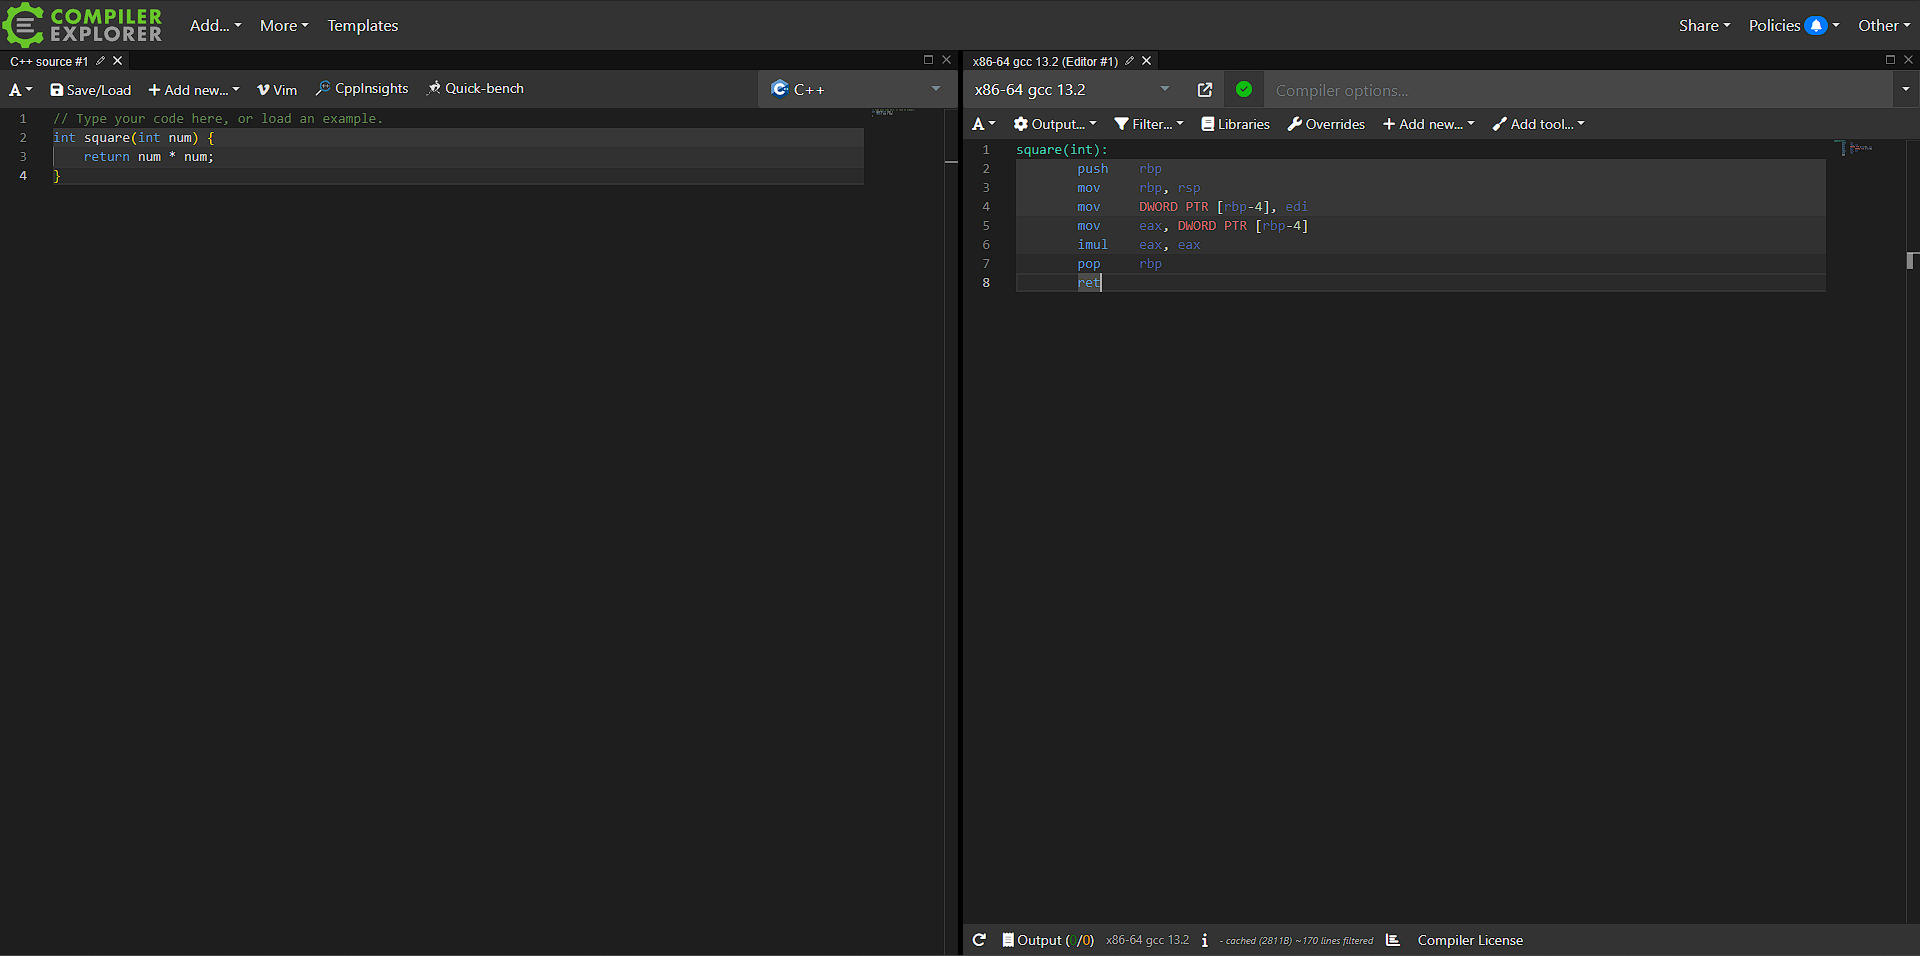 COMPILER EXPLORER Add... More Templates Share Policies Other
C++ source #1
A Save/Load Add new... Vim CppInsights Quick-bench C++
1 // Type your code here, or load an example.
2 int square(int num) {
3 return num * num;
4 }
x86-64 gcc 13.2 (Editor #1)
x86-64 gcc 13.2 Compiler options...
A Output... Filter... Libraries Overrides Add new... Add tool...
1 square(int):
2 push rbp
3 mov rbp, rsp
4 mov DWORD PTR [rbp-4], edi
5 mov eax, DWORD PTR [rbp-4]
6 imul eax, eax
7 pop rbp
8 ret
Output (0/0) x86-64 gcc 13.2 i - cached (2811B) ~170 lines filtered Compiler License